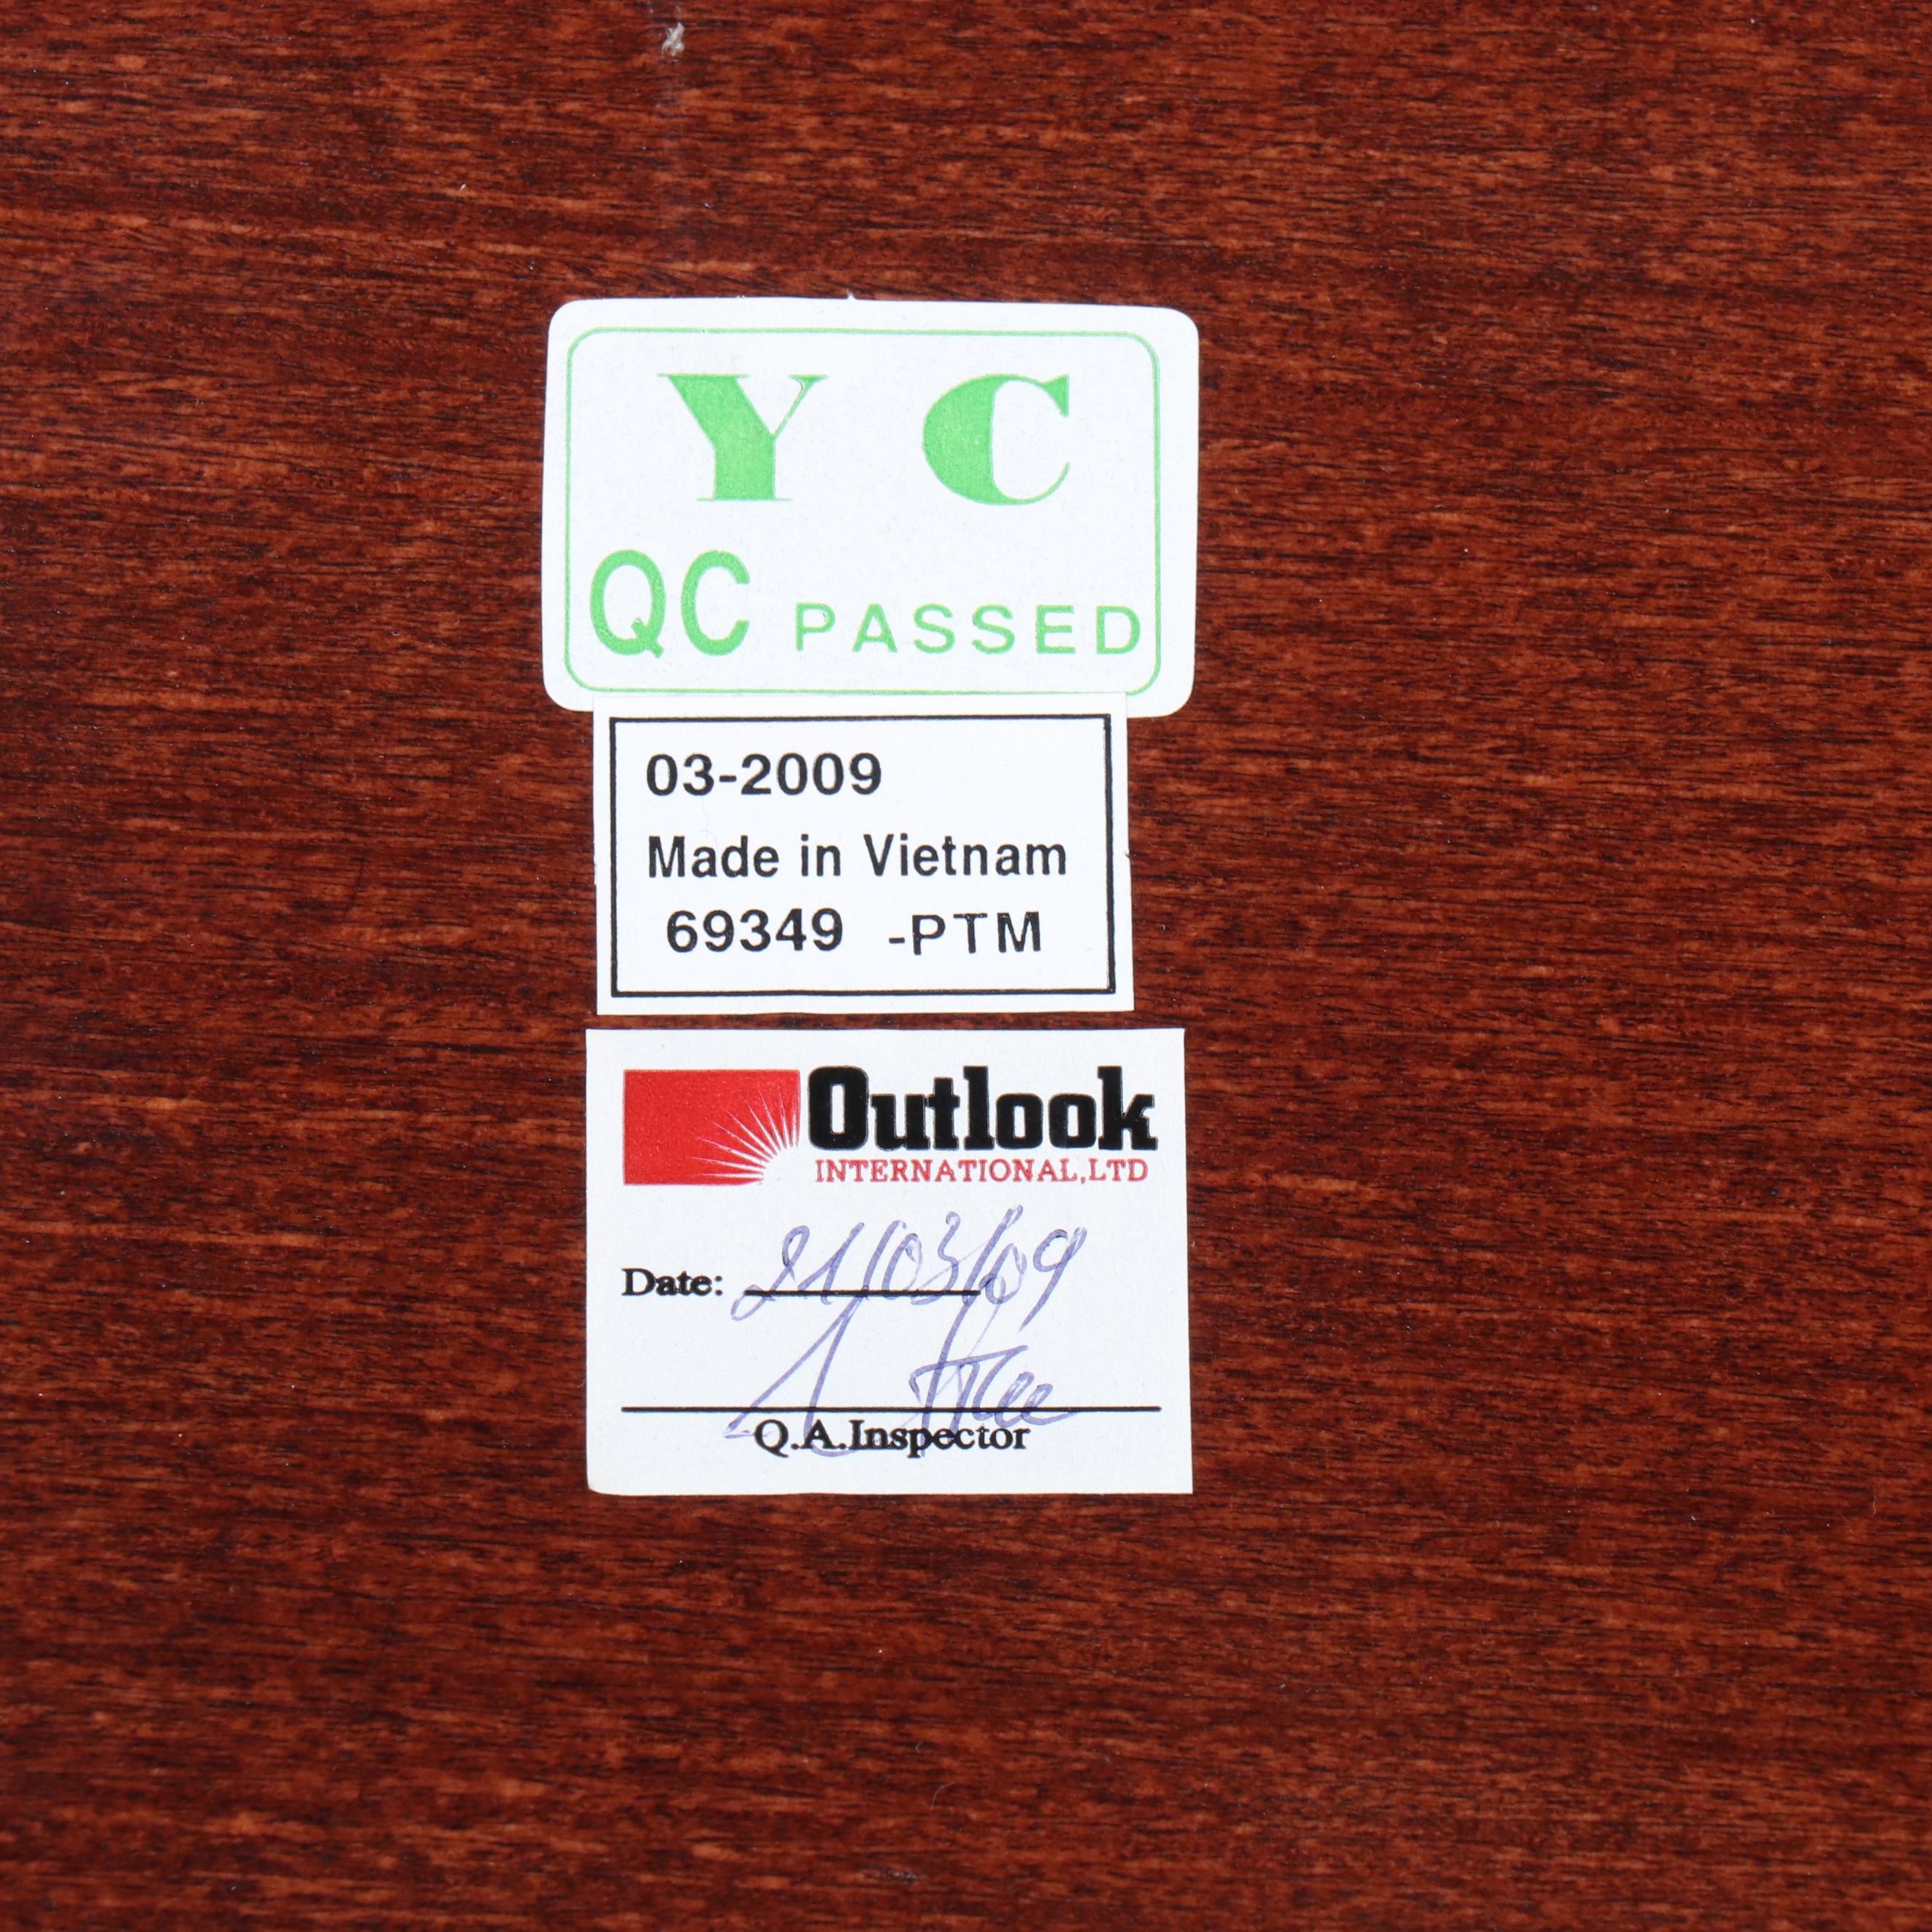 Y C
QC PASSED
03-2009
Made in Vietnam
69349 -PTM
Outlook
INTERNATIONAL,LTD
Date: 21/03/09
Q.A.Inspector